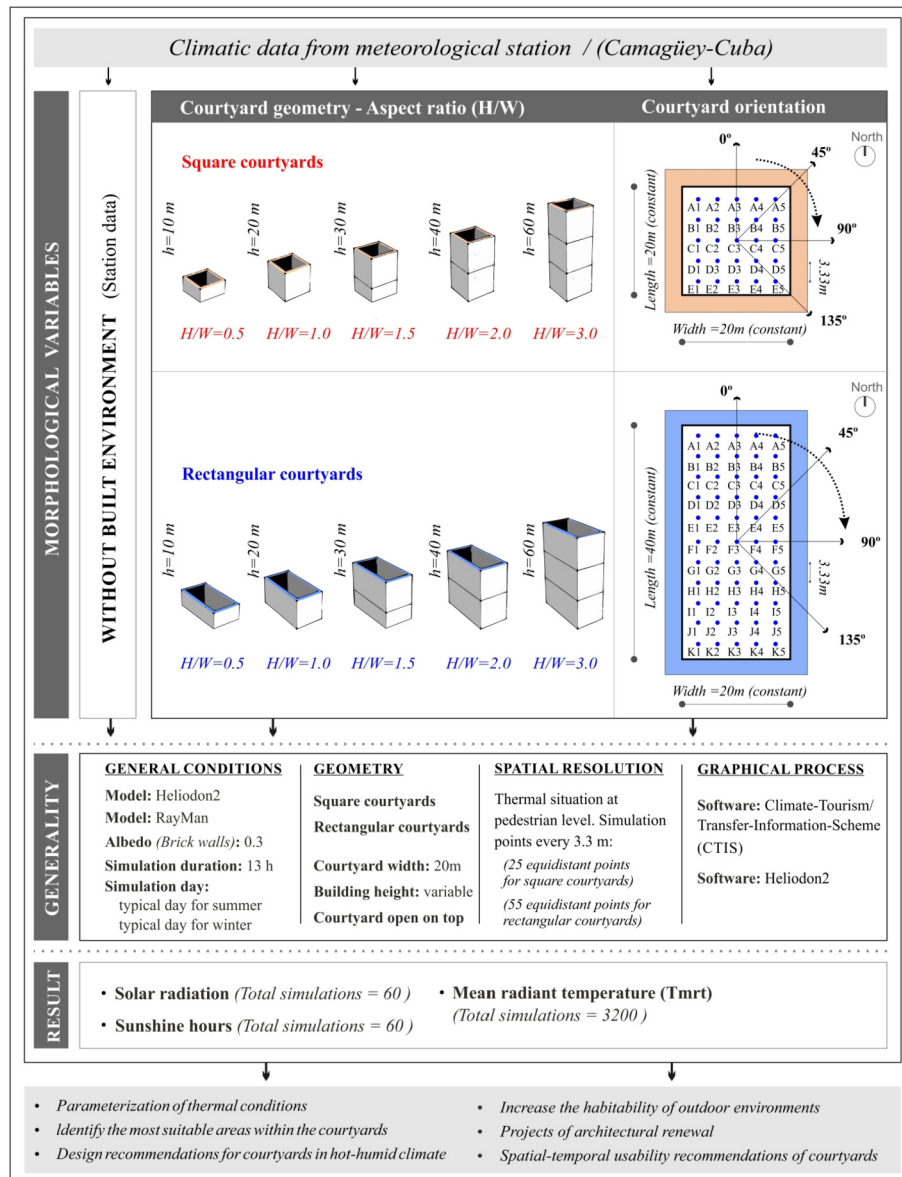 Climatic data from meteorological station / (Camagüey-Cuba)
MORPHOLOGICAL VARIABLES
WITHOUT BUILT ENVIRONMENT (Station data)
Courtyard geometry - Aspect ratio (H/W)
Courtyard orientation
Square courtyards
h=10 m
h=20 m
h=30 m
h=40 m
h=60 m
H/W=0.5 H/W=1.0 H/W=1.5 H/W=2.0 H/W=3.0
North
0º
45º
90º
135º
Length =20m (constant)
A1 A2 A3 A4 A5
B1 B2 B3 B4 B5
C1 C2 C3 C4 C5
D1 D3 D3 D4 D5
E1 E2 E3 E4 E5
3.33m
Width =20m (constant)
Rectangular courtyards
h=10 m
h=20 m
h=30 m
h=40 m
h=60 m
H/W=0.5 H/W=1.0 H/W=1.5 H/W=2.0 H/W=3.0
North
0º
45º
90º
135º
Length =40m (constant)
A1 A2 A3 A4 A5
B1 B2 B3 B4 B5
C1 C2 C3 C4 C5
D1 D2 D3 D4 D5
E1 E2 E3 E4 E5
F1 F2 F3 F4 F5
G1 G2 G3 G4 G5
H1 H2 H3 H4 H5
I1 I2 I3 I4 I5
J1 J2 J3 J4 J5
K1 K2 K3 K4 K5
3.33m
Width =20m (constant)
GENERALITY
GENERAL CONDITIONS
Model: Heliodon2
Model: RayMan
Albedo (Brick walls): 0.3
Simulation duration: 13 h
Simulation day:
typical day for summer
typical day for winter
GEOMETRY
Square courtyards
Rectangular courtyards
Courtyard width: 20m
Building height: variable
Courtyard open on top
SPATIAL RESOLUTION
Thermal situation at
pedestrian level. Simulation
points every 3.3 m:
(25 equidistant points
for square courtyards)
(55 equidistant points for
rectangular courtyards)
GRAPHICAL PROCESS
Software: Climate-Tourism/
Transfer-Information-Scheme
(CTIS)
Software: Heliodon2
RESULT
• Solar radiation (Total simulations = 60 )
• Sunshine hours (Total simulations = 60 )
• Mean radiant temperature (Tmrt)
(Total simulations = 3200 )
• Parameterization of thermal conditions
• Identify the most suitable areas within the courtyards
• Design recommendations for courtyards in hot-humid climate
• Increase the habitability of outdoor environments
• Projects of architectural renewal
• Spatial-temporal usability recommendations of courtyards